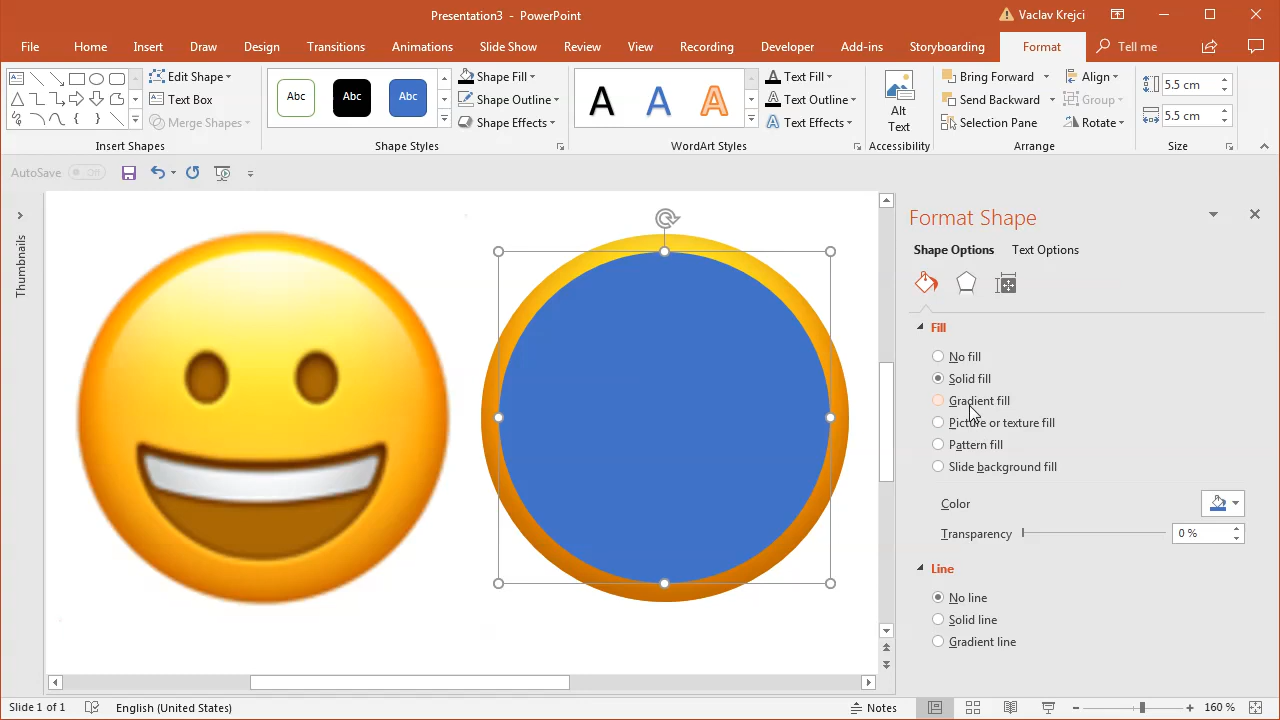 Presentation3 - PowerPoint
Vaclav Krejci
File Home Insert Draw Design Transitions Animations Slide Show Review View Recording Developer Add-ins Storyboarding Format Tell me
Edit Shape
Merge Shapes
Insert Shapes
Abc Abc Abc
Shape Fill
Shape Outline
Shape Effects
Shape Styles
A A A
Text Fill
Text Outline
Text Effects
WordArt Styles
Alt
Text
Accessibility
Bring Forward
Send Backward
Selection Pane
Align
Group
Rotate
Arrange
5.5 cm
5.5 cm
Size
AutoSave Off
Thumbnails
Format Shape
Shape Options Text Options
Fill
No fill
Solid fill
Gradient fill
Picture or texture fill
Pattern fill
Slide background fill
Color
Transparency 0 %
Line
No line
Solid line
Gradient line
Slide 1 of 1 English (United States) Notes 160 %